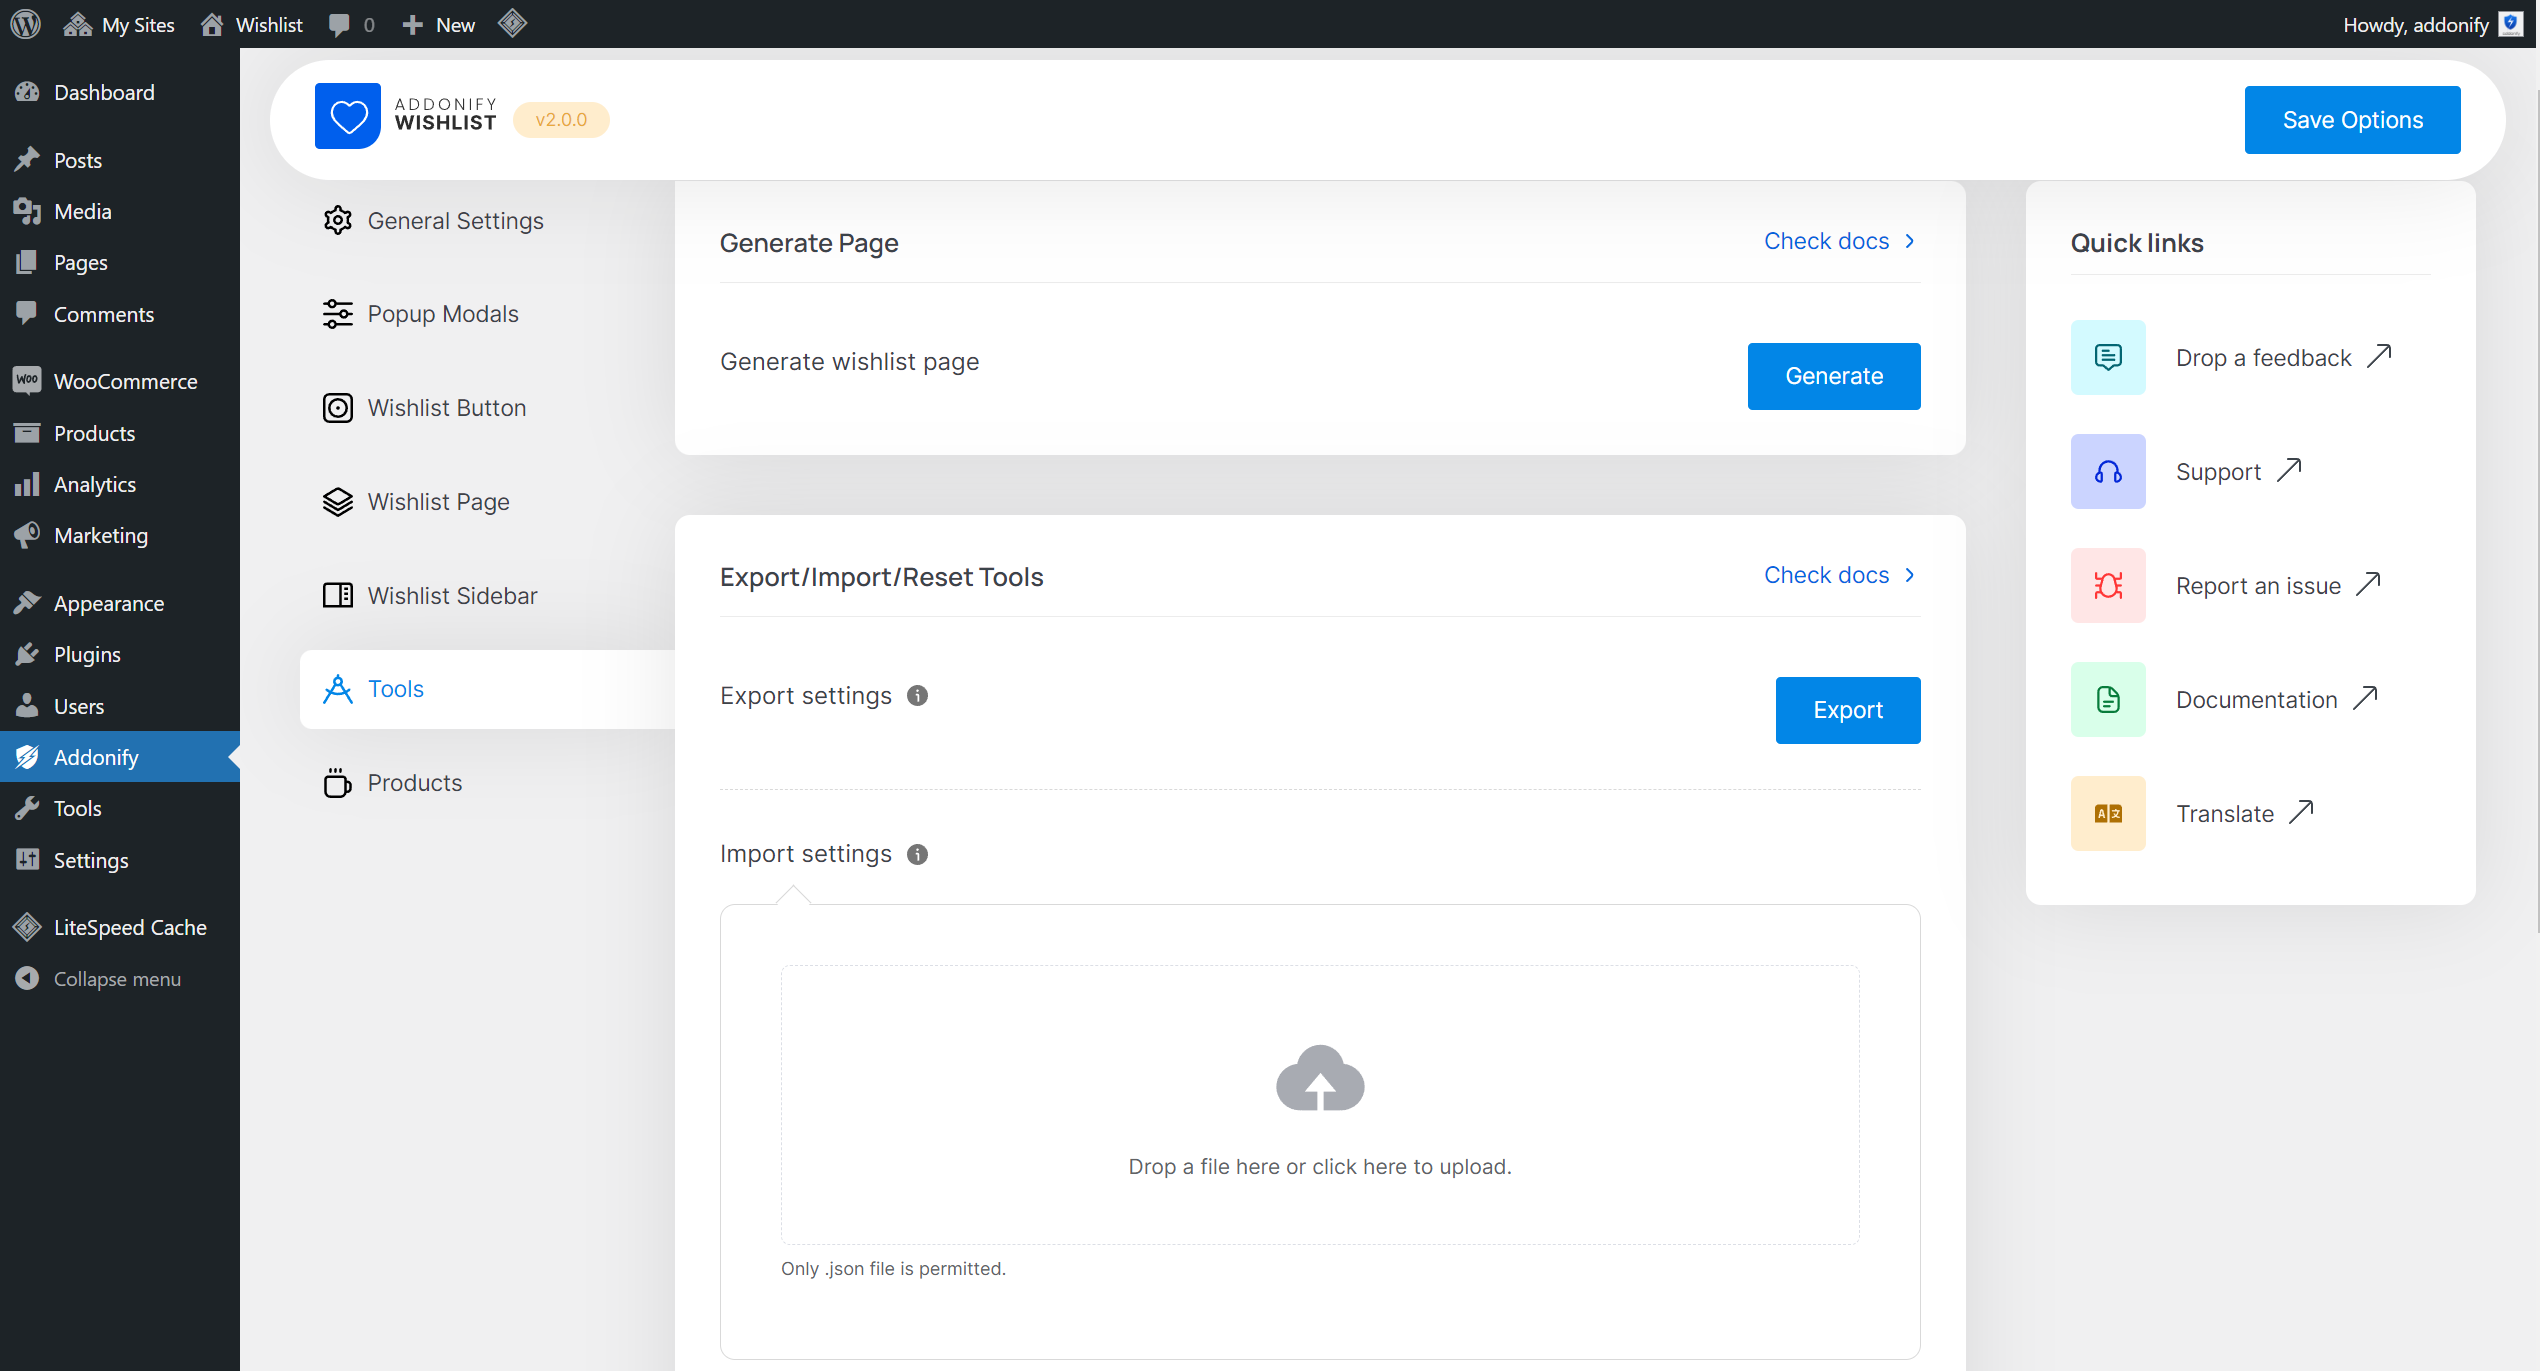 My Sites
Wishlist
0
New
Howdy, addonify
Dashboard
Posts
Media
Pages
Comments
WooCommerce
Products
Analytics
Marketing
Appearance
Plugins
Users
Addonify
Tools
Settings
LiteSpeed Cache
Collapse menu
ADDONIFY
WISHLIST
v2.0.0
Save Options
General Settings
Popup Modals
Wishlist Button
Wishlist Page
Wishlist Sidebar
Tools
Products
Generate Page
Check docs
Generate wishlist page
Generate
Export/Import/Reset Tools
Check docs
Export settings
Export
Import settings
Drop a file here or click here to upload.
Only .json file is permitted.
Quick links
Drop a feedback
Support
Report an issue
Documentation
Translate